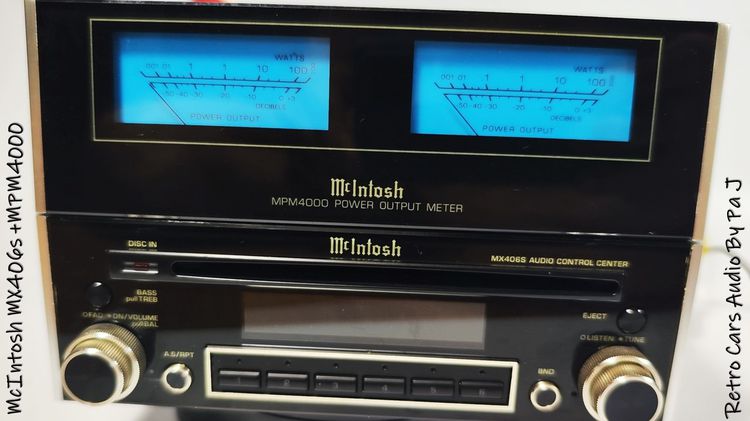 McIntosh MX406s +MPM4000
WATTS
.001 .01 .1 1 10 100
-50 -40 -30 -20 -10 0 +3
DECIBELS
POWER OUTPUT
WATTS
.001 .01 .1 1 10 100
-50 -40 -30 -20 -10 0 +3
DECIBELS
POWER OUTPUT
McIntosh
MPM4000 POWER OUTPUT METER
DISC IN
McIntosh
MX406S AUDIO CONTROL CENTER
BASS
pull TREB
EJECT
OFAD ON/VOLUME
pull BAL
O LISTEN TUNE
A.S/RPT
BND
1 2 3 4 5 6
Retro Cars Audio By Pa J